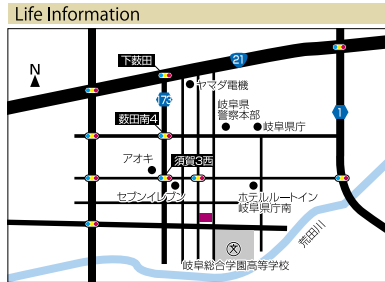 Life Information
下薮田
21
N
ヤマダ電機
173
岐阜県
警察本部
岐阜県庁
1
数田南4
アオキ
須賀3西
セブンイレブン
ホテルルートイン
岐阜県庁南
荒田川
文
岐阜総合学園高等学校